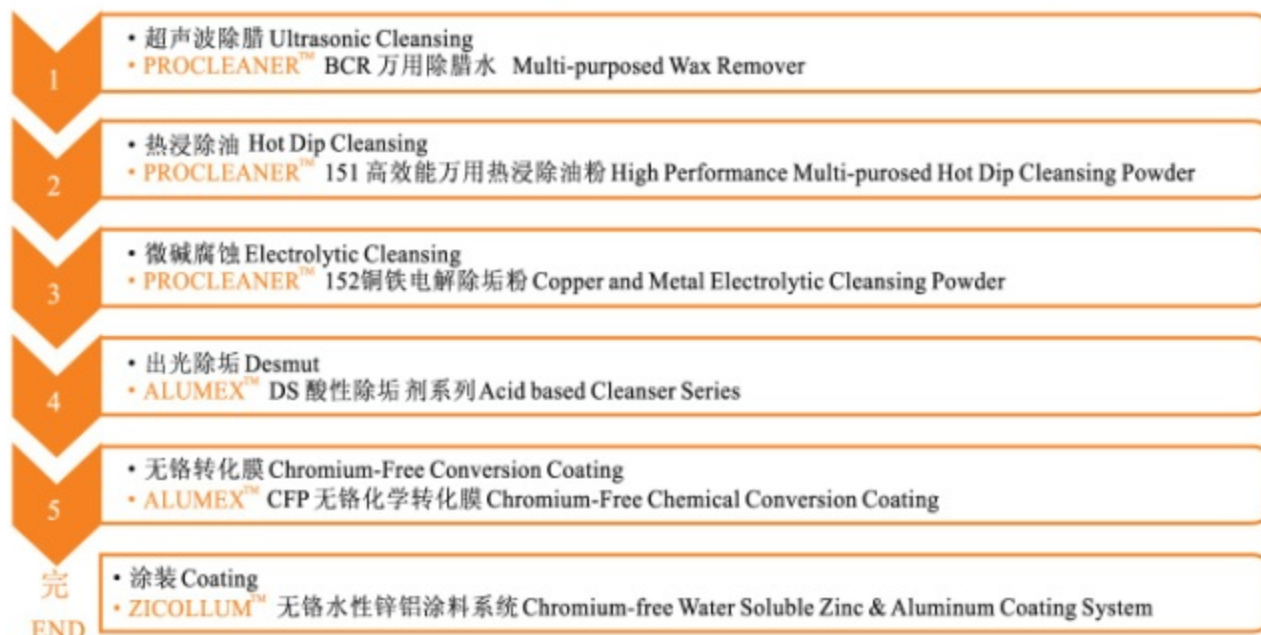 1
• 超声波除腊 Ultrasonic Cleansing
• PROCLEANER™ BCR 万用除腊水 Multi-purposed Wax Remover
2
• 热浸除油 Hot Dip Cleansing
• PROCLEANER™ 151 高效能万用热浸除油粉 High Performance Multi-purosed Hot Dip Cleansing Powder
3
• 微碱腐蚀 Electrolytic Cleansing
• PROCLEANER™ 152铜铁电解除垢粉 Copper and Metal Electrolytic Cleansing Powder
4
• 出光除垢 Desmut
• ALUMEX™ DS 酸性除垢 剂系列 Acid based Cleanser Series
5
• 无铬转化膜 Chromium-Free Conversion Coating
• ALUMEX™ CFP 无铬化学转化膜 Chromium-Free Chemical Conversion Coating
完
END
• 涂装 Coating
• ZICOLLUM™ 无铬水性锌铝涂料系统 Chromium-free Water Soluble Zinc & Aluminum Coating System